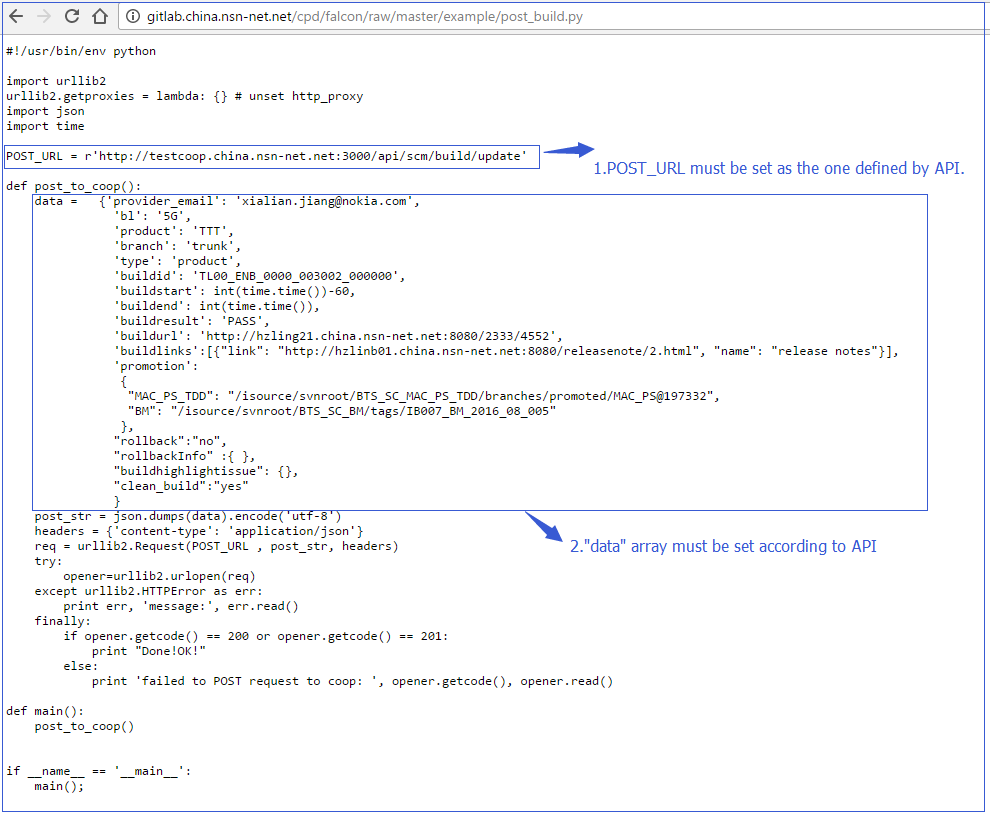 gitlab.china.nsn-net.net/cpd/falcon/raw/master/example/post_build.py
#!/usr/bin/env python
import urllib2
urllib2.getproxies = lambda: {} # unset http_proxy
import json
import time
POST_URL = r'http://testcoop.china.nsn-net.net:3000/api/scm/build/update'
1.POST_URL must be set as the one defined by API.
def post_to_coop():
    data =   {'provider_email': 'xialian.jiang@nokia.com',
               'bl': '5G',
               'product': 'TTT',
               'branch': 'trunk',
               'type': 'product',
               'buildid': 'TL00_ENB_0000_003002_000000',
               'buildstart': int(time.time())-60,
               'buildend': int(time.time()),
               'buildresult': 'PASS',
               'buildurl': 'http://hzling21.china.nsn-net.net:8080/2333/4552',
               'buildlinks':[{"link": "http://hzlinb01.china.nsn-net.net:8080/releasenote/2.html", "name": "release notes"}],
               'promotion':
                {
                 "MAC_PS_TDD": "/isource/svnroot/BTS_SC_MAC_PS_TDD/branches/promoted/MAC_PS@197332",
                 "BM": "/isource/svnroot/BTS_SC_BM/tags/IB007_BM_2016_08_005"
                },
               "rollback":"no",
               "rollbackInfo" :{ },
               "buildhighlightissue": {},
               "clean_build":"yes"
               }
    post_str = json.dumps(data).encode('utf-8')
    headers = {'content-type': 'application/json'}
    req = urllib2.Request(POST_URL , post_str, headers)
2."data" array must be set according to API
    try:
        opener=urllib2.urlopen(req)
    except urllib2.HTTPError as err:
        print err, 'message:', err.read()
    finally:
        if opener.getcode() == 200 or opener.getcode() == 201:
            print "Done!OK!"
        else:
            print 'failed to POST request to coop: ', opener.getcode(), opener.read()
def main():
    post_to_coop()
if __name__ == '__main__':
    main();